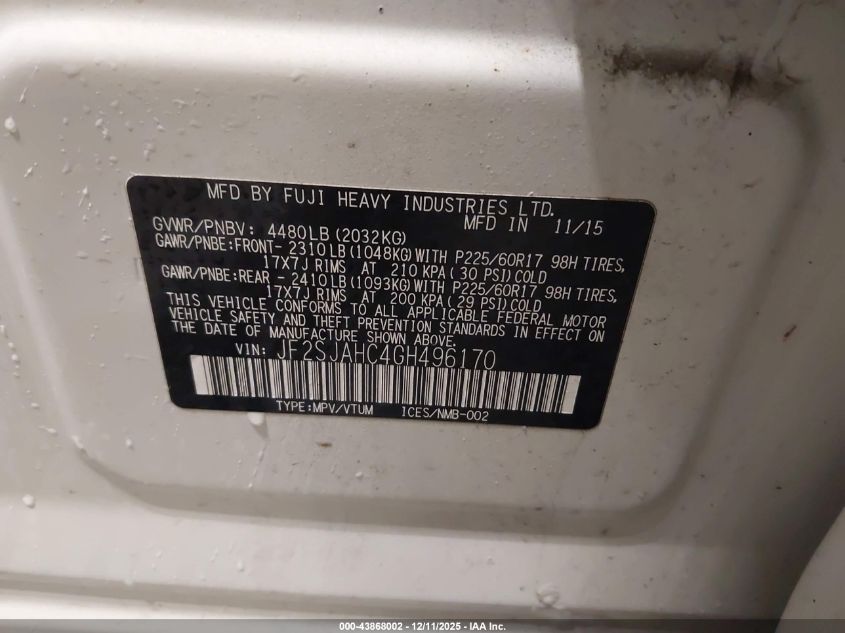 MFD BY FUJI HEAVY INDUSTRIES LTD.
MFD IN 11/15
GVWR/PNBV: 4480LB(2032KG)
GAWR/PNBE:FRONT- 2310LB(1048KG)WITH P225/60R17 98H TIRES,
17X7J RIMS AT 210 KPA( 30 PSI)COLD
GAWR/PNBE:REAR - 2410LB(1093KG)WITH P225/60R17 98H TIRES,
17X7J RIMS AT 200 KPA( 29 PSI)COLD
THIS VEHICLE CONFORMS TO ALL APPLICABLE FEDERAL MOTOR
VEHICLE SAFETY AND THEFT PREVENTION STANDARDS IN EFFECT ON
THE DATE OF MANUFACTURE SHOWN ABOVE.
VIN: JF2SJAHC4GH496170
TYPE:MPV/VTUM ICES/NMB-002
000-43868002 - 12/11/2025 - IAA Inc.